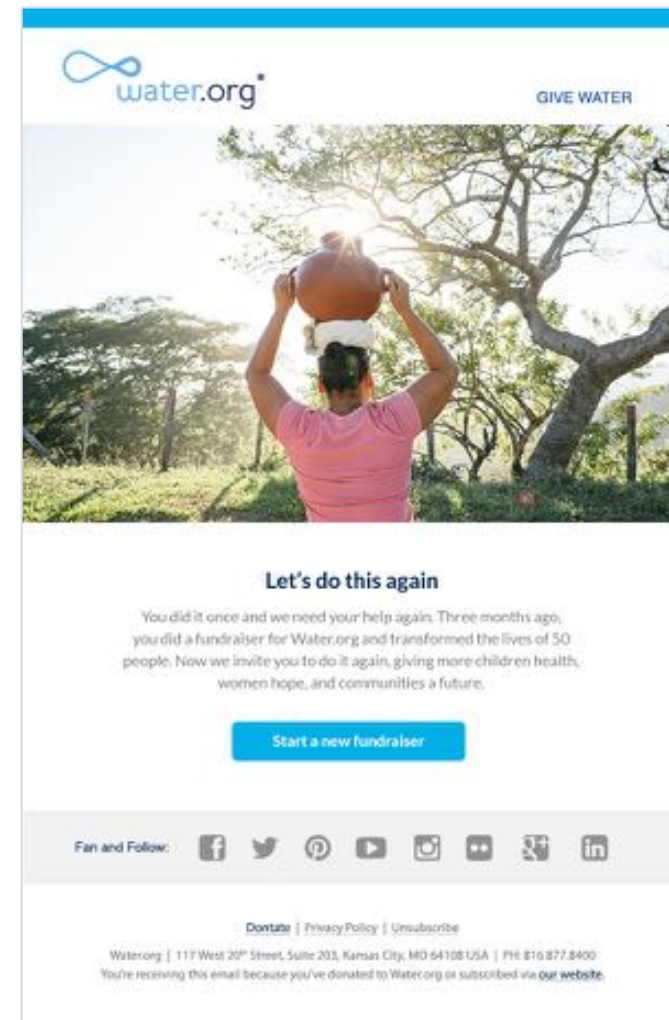 water.org
GIVE WATER
Let's do this again
You did it once and we need your help again. Three months ago,
you did a fundraiser for Water.org and transformed the lives of 50
people. Now we invite you to do it again, giving more children health,
women hope, and communities a future.
Start a new fundraiser
Fan and Follow:
Dontate | Privacy Policy | Unsubscribe
Water.org | 117 West 20th Street, Suite 203, Kansas City, MO 64108 USA | PH: 816.877.8400
You're receiving this email because you've donated to Water.org or subscribed via our website.